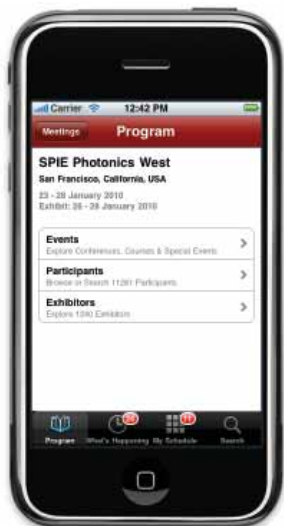 Carrier 12:42 PM
Meetings Program
SPIE Photonics West
San Francisco, California, USA
23 - 28 January 2010
Exhibit: 26 - 28 January 2010
Events
Explore Conferences, Courses & Special Events
Participants
Browse or Search 11281 Participants
Exhibitors
Explore 1240 Exhibitors
Program What's Happening My Schedule Search